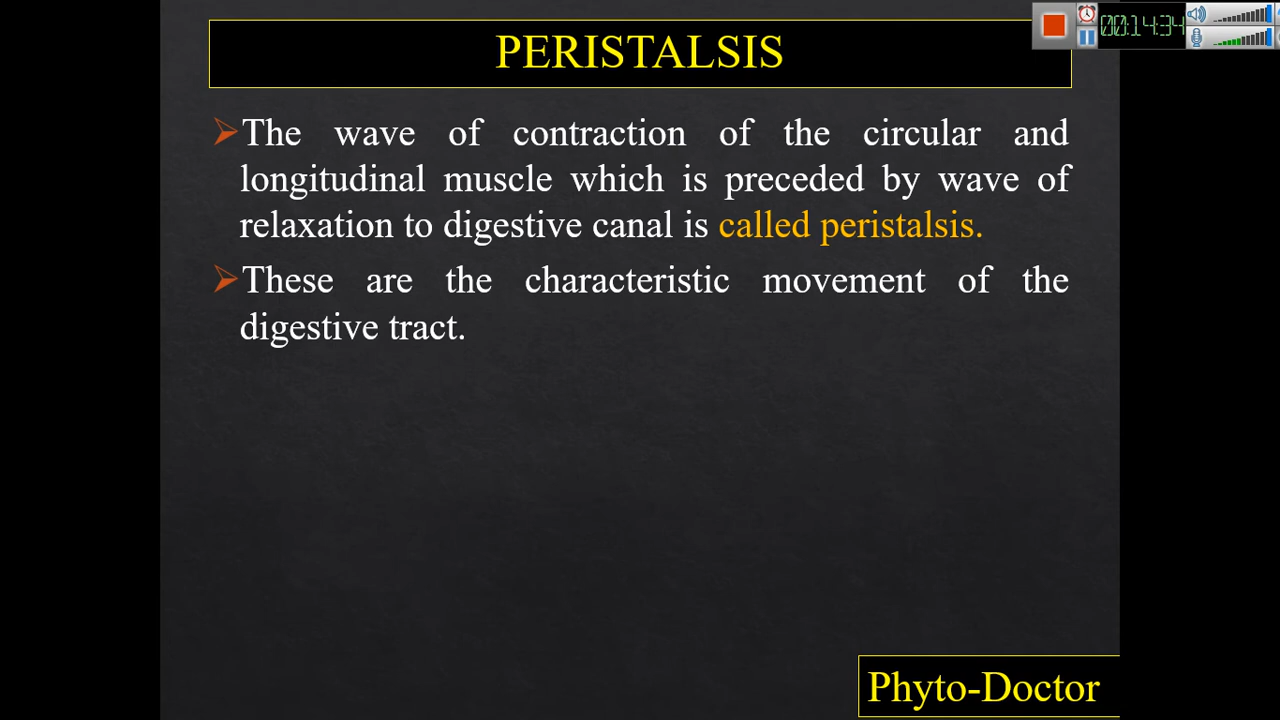 PERISTALSIS
00:14:34
The wave of contraction of the circular and
longitudinal muscle which is preceded by wave of
relaxation to digestive canal is called peristalsis.
These are the characteristic movement of the
digestive tract.
Phyto-Doctor